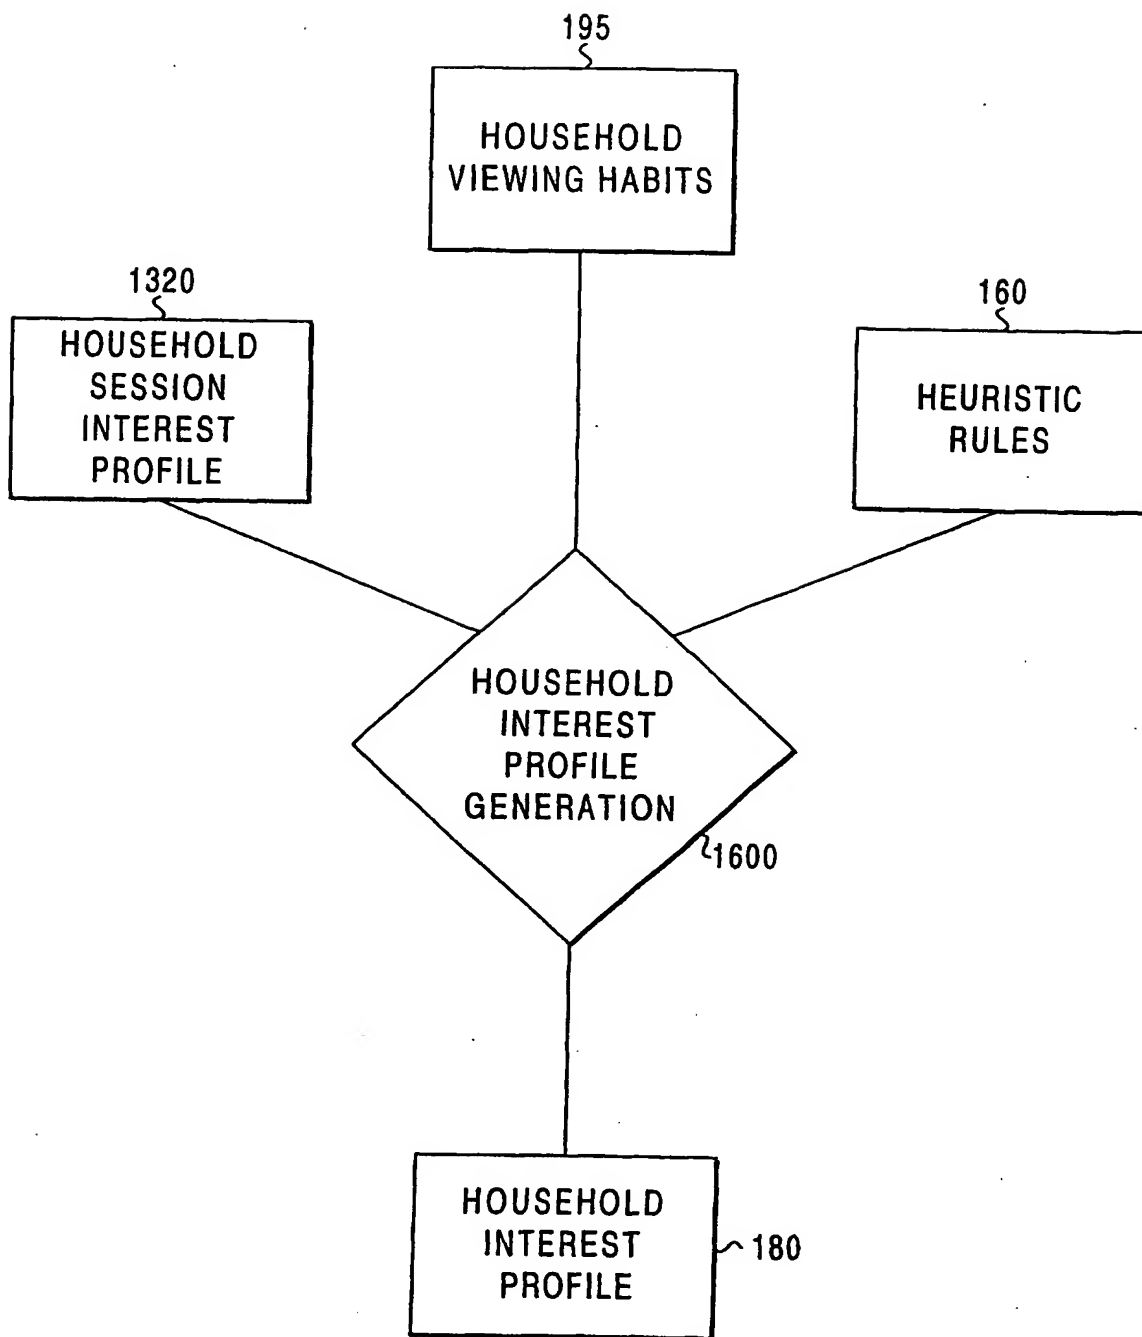 195
HOUSEHOLD
VIEWING HABITS
1320
HOUSEHOLD
SESSION
INTEREST
PROFILE
160
HEURISTIC
RULES
HOUSEHOLD
INTEREST
PROFILE
GENERATION
1600
HOUSEHOLD
INTEREST
PROFILE
180